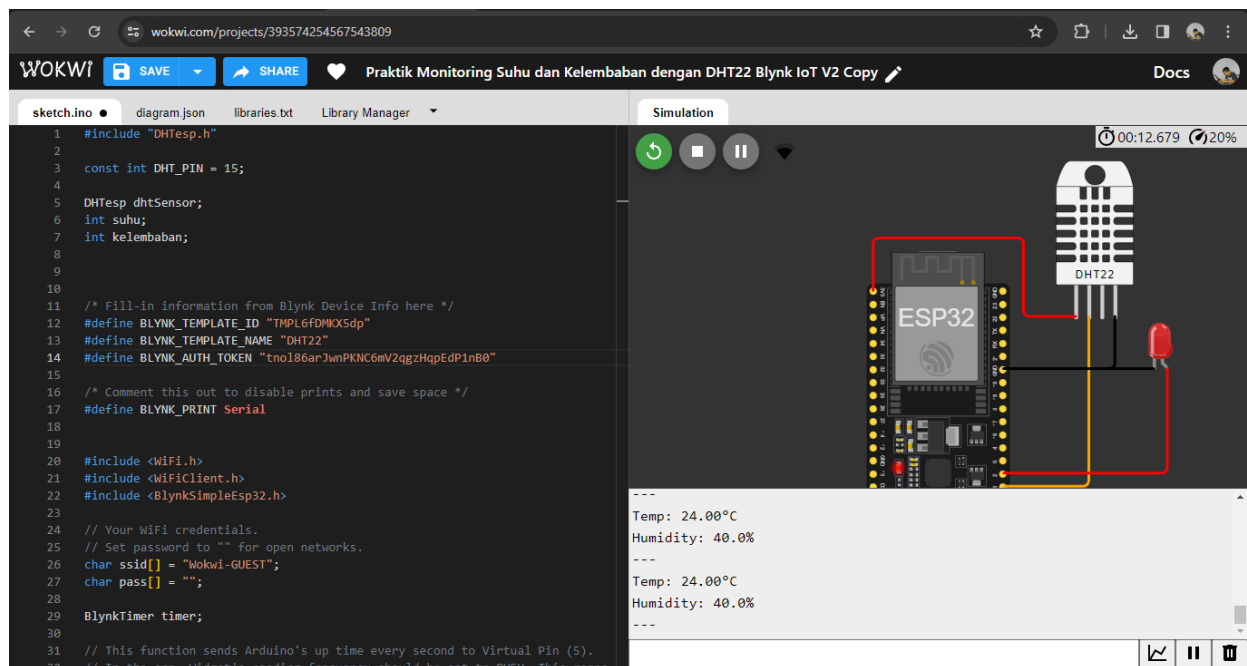 wokwi.com/projects/393574254567543809
WOKWI SAVE SHARE Praktik Monitoring Suhu dan Kelembaban dengan DHT22 Blynk IoT V2 Copy Docs
sketch.ino diagram.json libraries.txt Library Manager
1 #include "DHTesp.h"
2
3 const int DHT_PIN = 15;
4
5 DHTesp dhtSensor;
6 int suhu;
7 int kelembaban;
8
9
10
11 /* Fill-in information from Blynk Device Info here */
12 #define BLYNK_TEMPLATE_ID "TMPL6fDMKX5dp"
13 #define BLYNK_TEMPLATE_NAME "DHT22"
14 #define BLYNK_AUTH_TOKEN "tnol86arJwnPKNC6mV2qgzHqpEdP1nB0"
15
16 /* Comment this out to disable prints and save space */
17 #define BLYNK_PRINT Serial
18
19
20 #include <WiFi.h>
21 #include <WiFiClient.h>
22 #include <BlynkSimpleEsp32.h>
23
24 // Your WiFi credentials.
25 // Set password to "" for open networks.
26 char ssid[] = "Wokwi-GUEST";
27 char pass[] = "";
28
29 BlynkTimer timer;
30
31 // This function sends Arduino's up time every second to Virtual Pin (5).
Simulation
00:12.679 20%
DHT22
ESP32
---
Temp: 24.00°C
Humidity: 40.0%
---
Temp: 24.00°C
Humidity: 40.0%
---